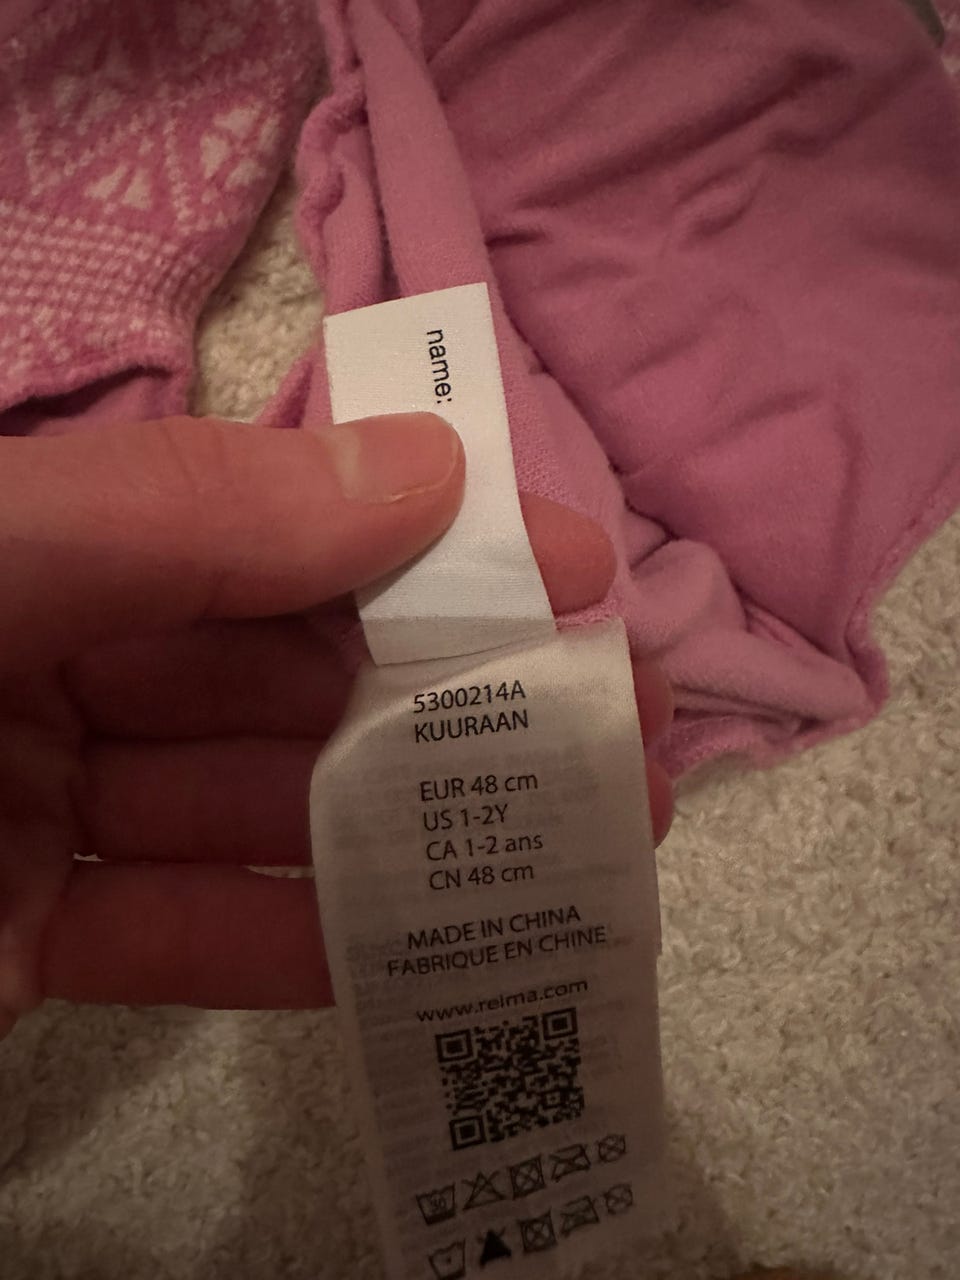 name:
5300214A
KUURAAN
EUR 48 cm
US 1-2Y
CA 1-2 ans
CN 48 cm
MADE IN CHINA
FABRIQUE EN CHINE
www.reima.com
30